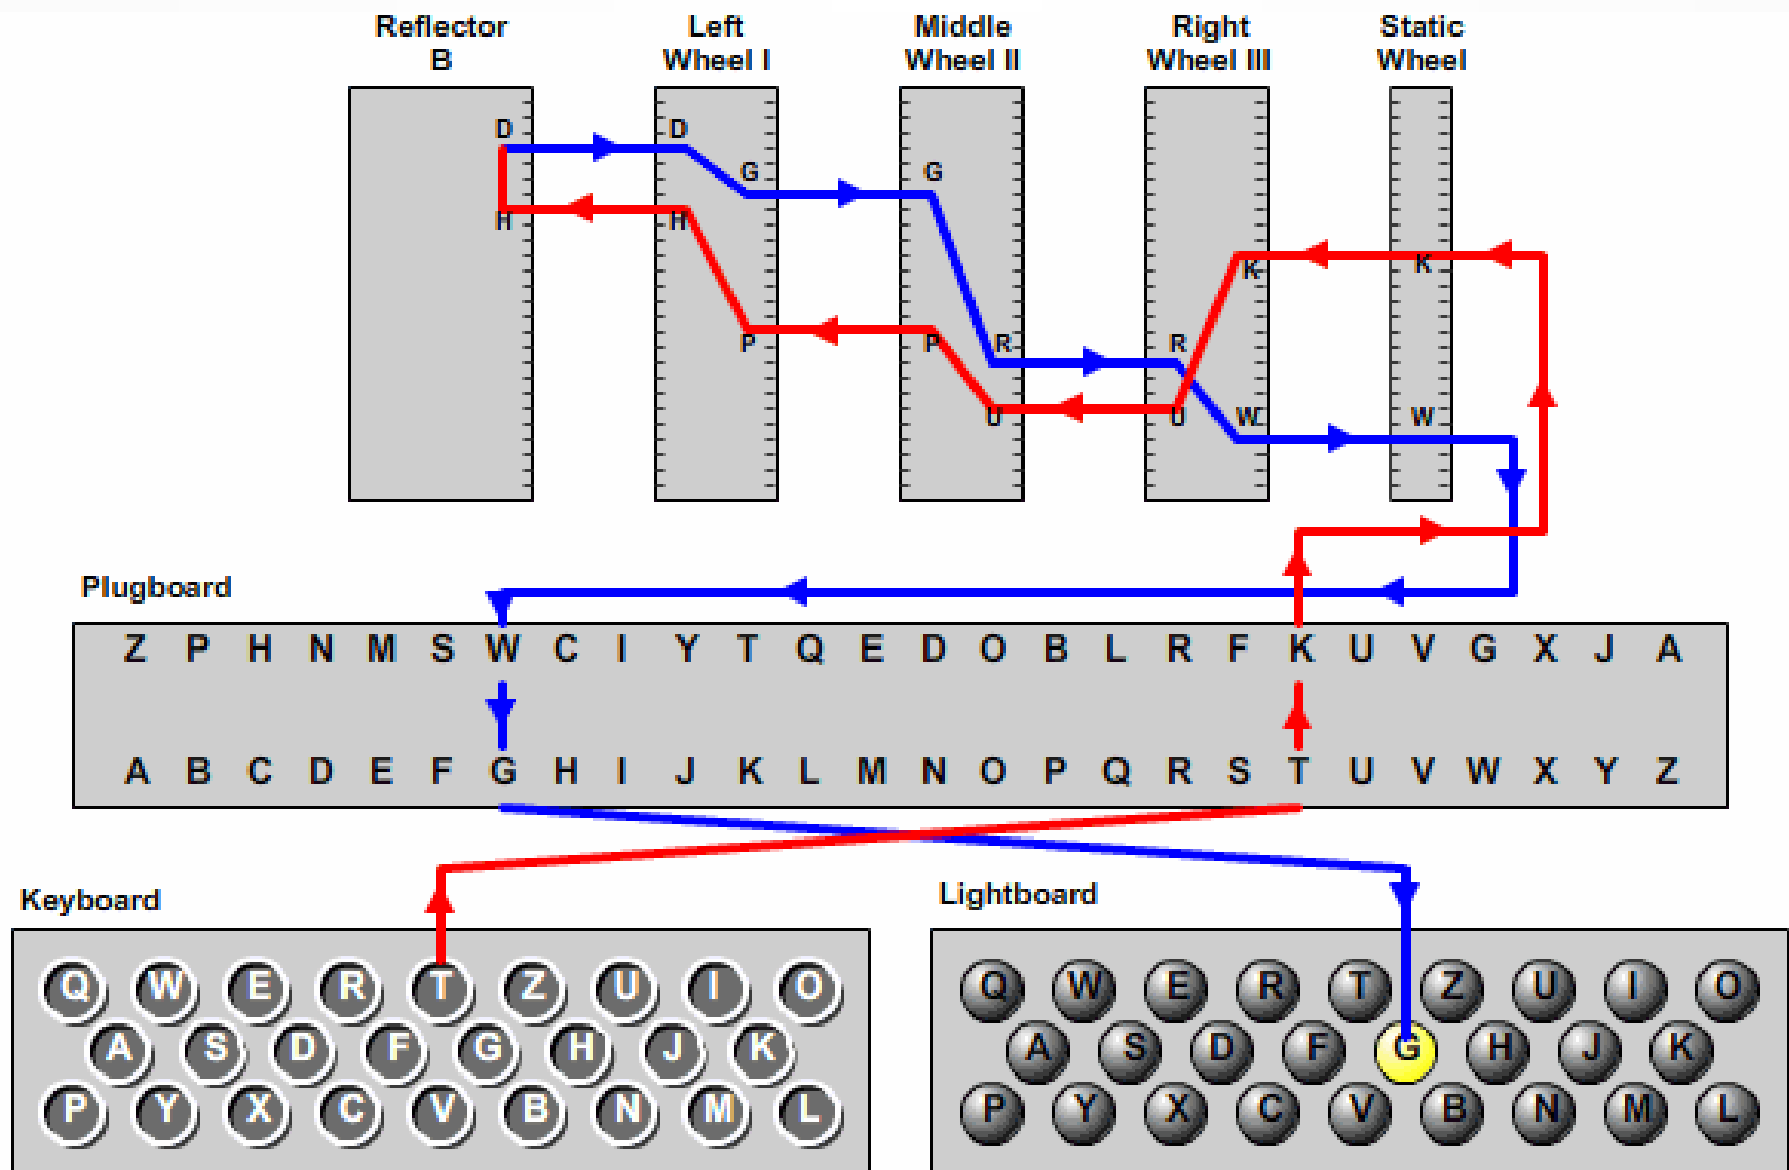 Reflector Left Middle Right Static
B Wheel I Wheel II Wheel III Wheel
D D
G G
H H
K K
P P R R
U U W W
Plugboard
Z P H N M S W C I Y T Q E D O B L R F K U V G X J A
A B C D E F G H I J K L M N O P Q R S T U V W X Y Z
Keyboard
Q W E R T Z U I O
A S D F G H J K
P Y X C V B N M L
Lightboard
Q W E R T Z U I O
A S D F G H J K
P Y X C V B N M L